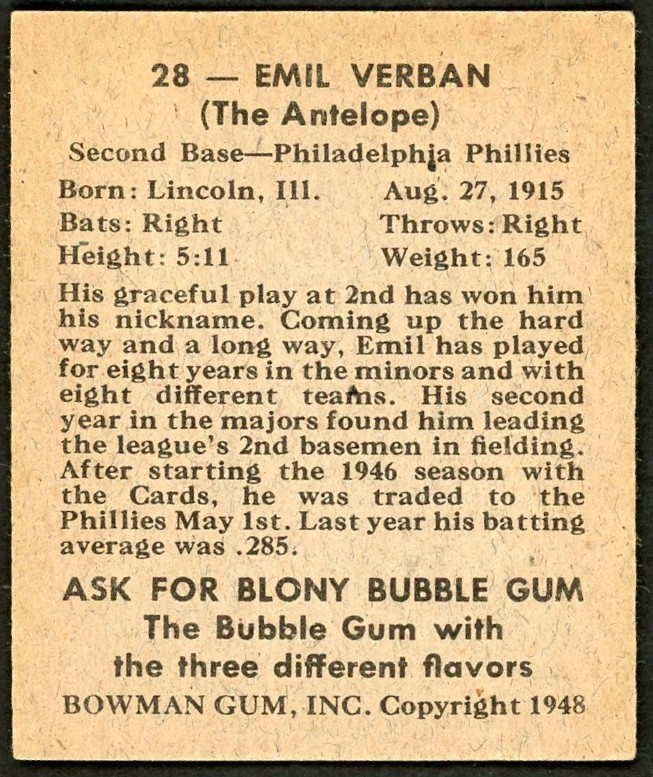 28 — EMIL VERBAN
(The Antelope)
Second Base—Philadelphia Phillies
Born: Lincoln, Ill. Aug. 27, 1915
Bats: Right Throws: Right
Height: 5:11 Weight: 165
His graceful play at 2nd has won him
his nickname. Coming up the hard
way and a long way, Emil has played
for eight years in the minors and with
eight different teams. His second
year in the majors found him leading
the league's 2nd basemen in fielding.
After starting the 1946 season with
the Cards, he was traded to the
Phillies May 1st. Last year his batting
average was .285.
ASK FOR BLONY BUBBLE GUM
The Bubble Gum with
the three different flavors
BOWMAN GUM, INC. Copyright 1948